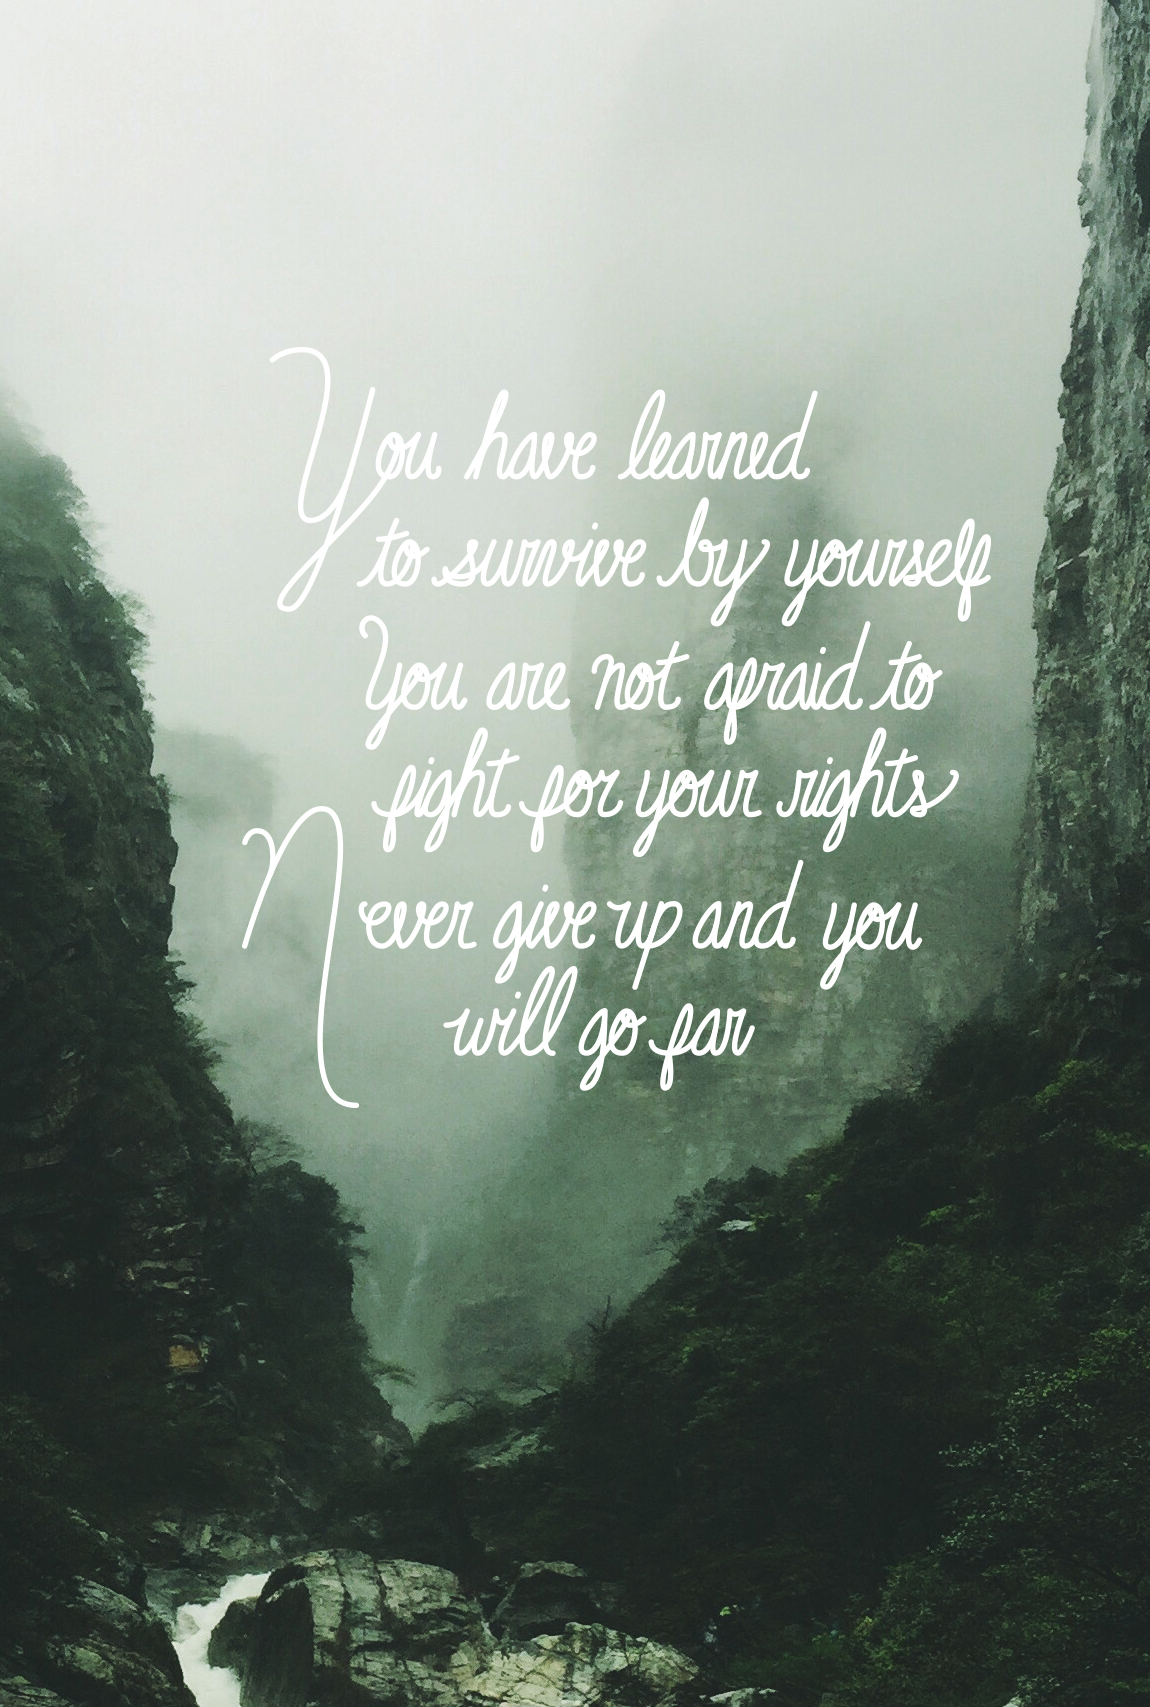 You have learned
to survive by yourself
You are not afraid to
fight for your rights
Never give up and you
will go far